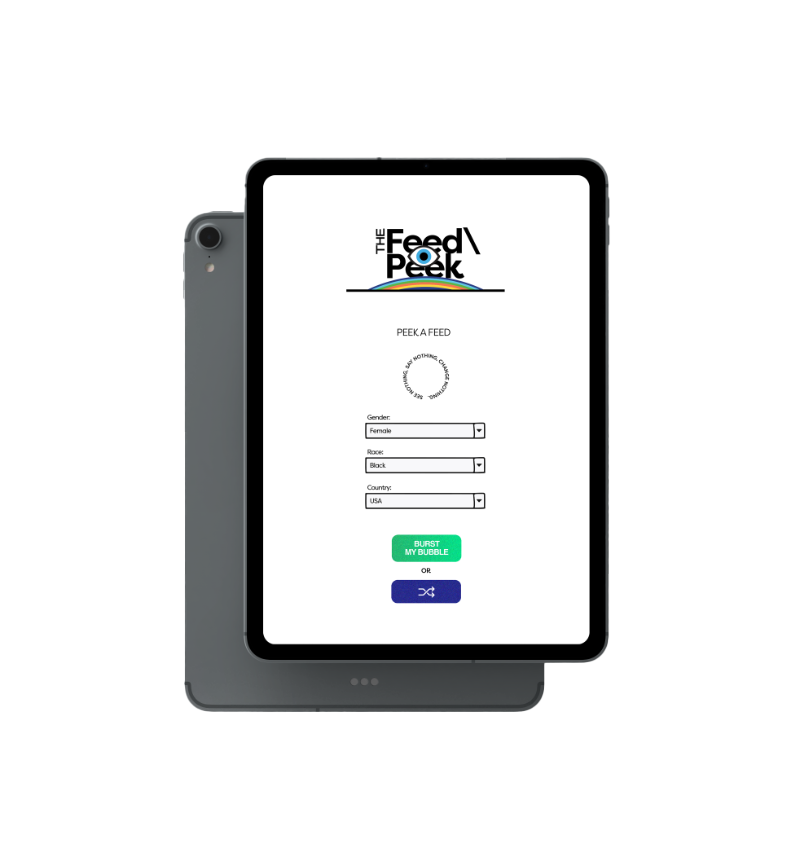 THE
Feed\
Peek
PEEK A FEED
SEE NOTHING, SAY NOTHING, CHANGE NOTHING.
Gender:
Female
Race:
Black
Country:
USA
BURST
MY BUBBLE
OR